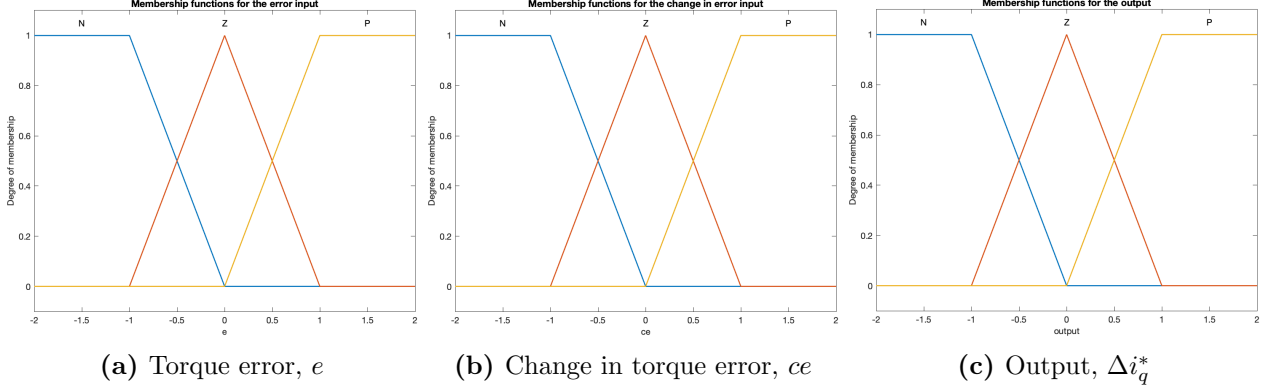 Membership functions for the error input
N Z P
1
0.8
0.6
0.4
0.2
0
Degree of membership
-2 -1.5 -1 -0.5 0 0.5 1 1.5 2
e
(a) Torque error, e
Membership functions for the change in error input
N Z P
1
0.8
0.6
0.4
0.2
0
Degree of membership
-2 -1.5 -1 -0.5 0 0.5 1 1.5 2
ce
(b) Change in torque error, ce
Membership functions for the output
N Z P
1
0.8
0.6
0.4
0.2
0
Degree of membership
-2 -1.5 -1 -0.5 0 0.5 1 1.5 2
output
(c) Output, Δi*q